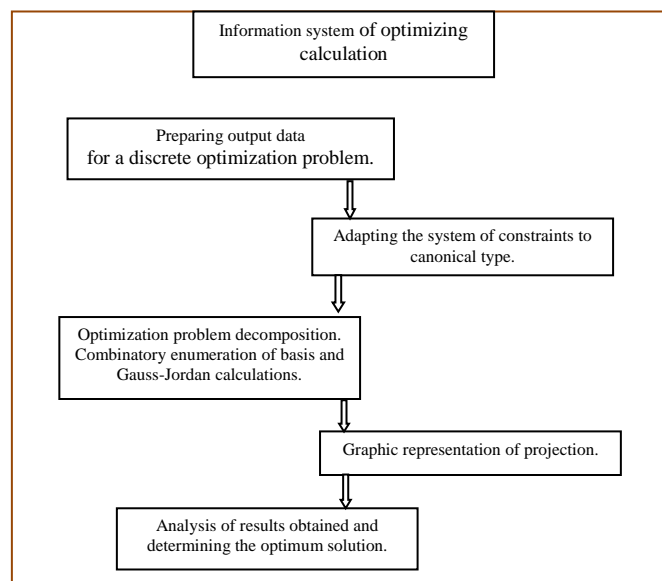 Information system of optimizing
calculation
Preparing output data
for a discrete optimization problem.
Adapting the system of constraints to
canonical type.
Optimization problem decomposition.
Combinatory enumeration of basis and
Gauss-Jordan calculations.
Graphic representation of projection.
Analysis of results obtained and
determining the optimum solution.